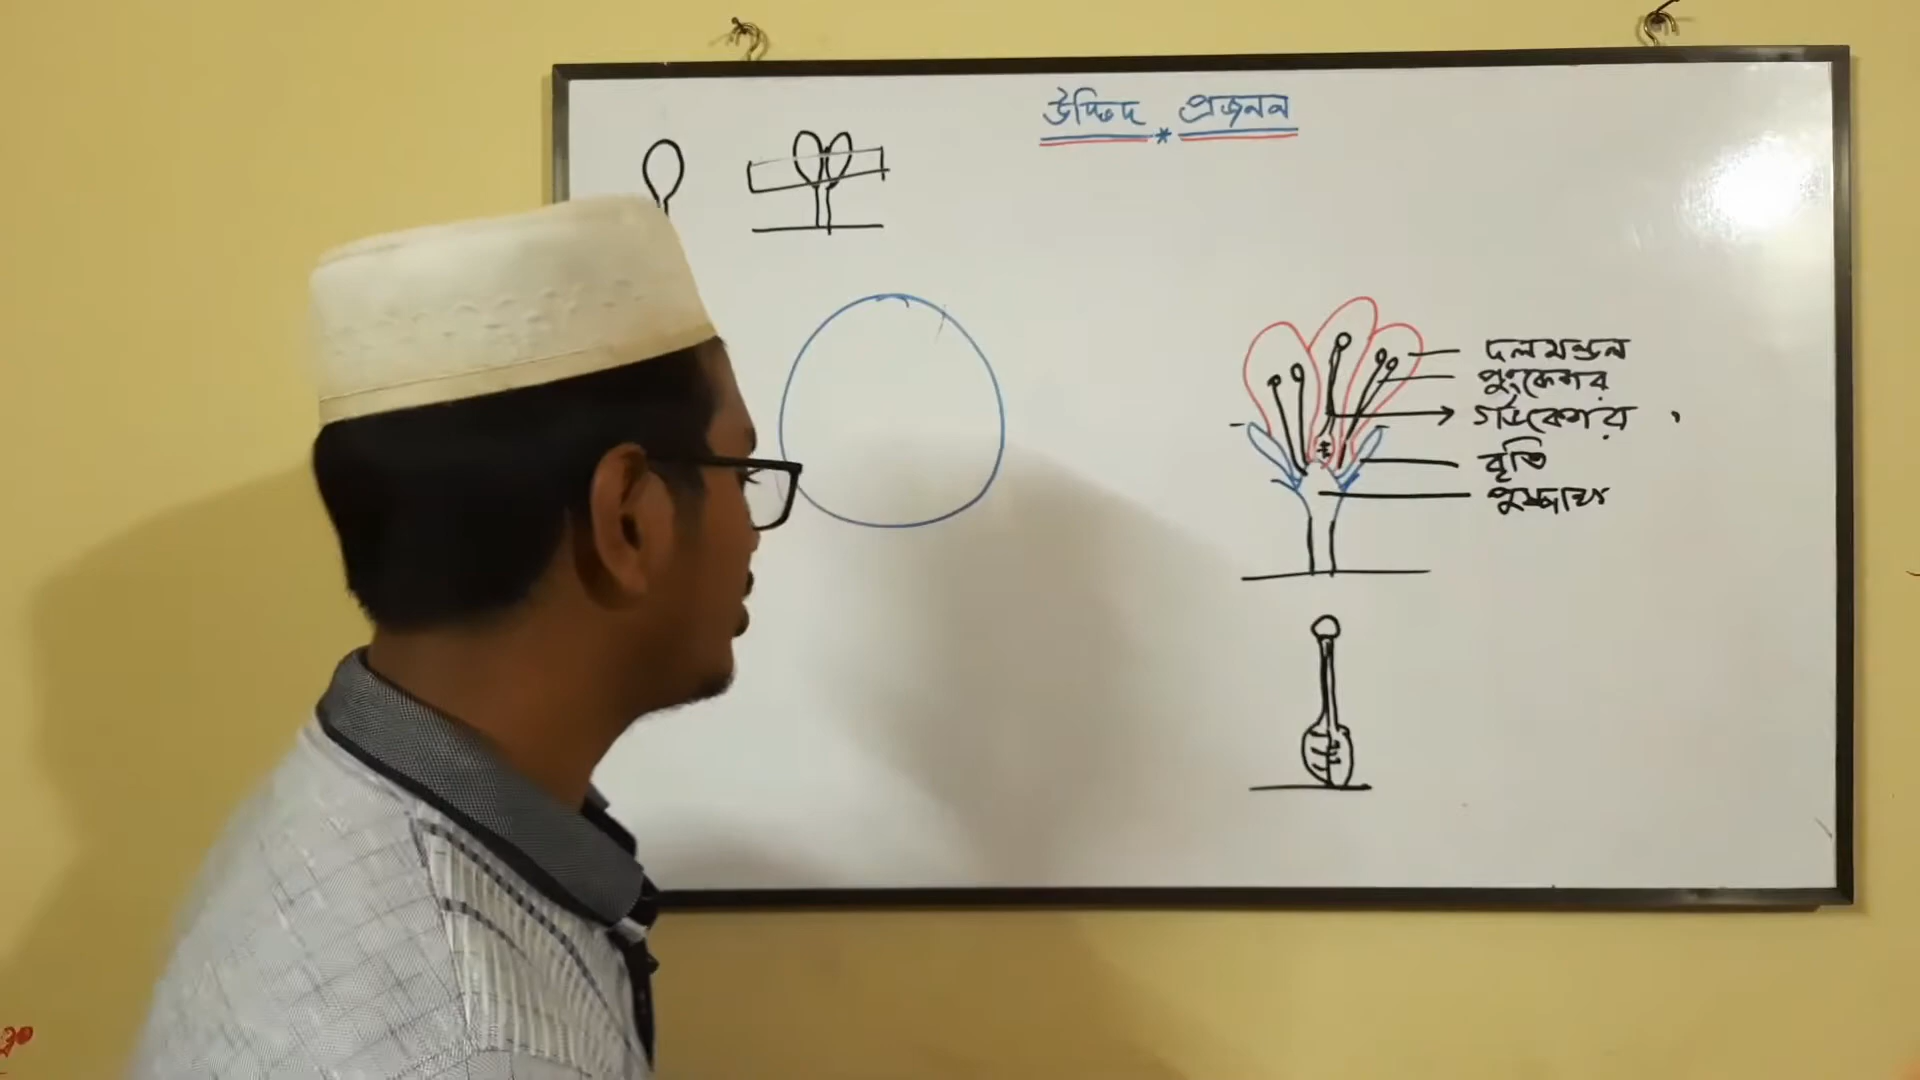 উদ্ভিদ * প্রজনন
দলমন্ডল
পুংকেশর
গর্ভকেশর
বৃতি
পুষ্পাক্ষ